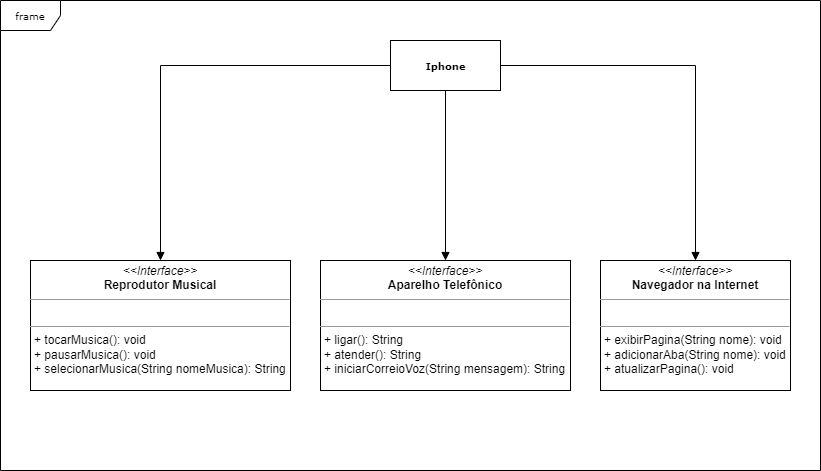 frame
Iphone
<<Interface>>
Reprodutor Musical
+ tocarMusica(): void
+ pausarMusica(): void
+ selecionarMusica(String nomeMusica): String
<<Interface>>
Aparelho Telefônico
+ ligar(): String
+ atender(): String
+ iniciarCorreioVoz(String mensagem): String
<<Interface>>
Navegador na Internet
+ exibirPagina(String nome): void
+ adicionarAba(String nome): void
+ atualizarPagina(): void